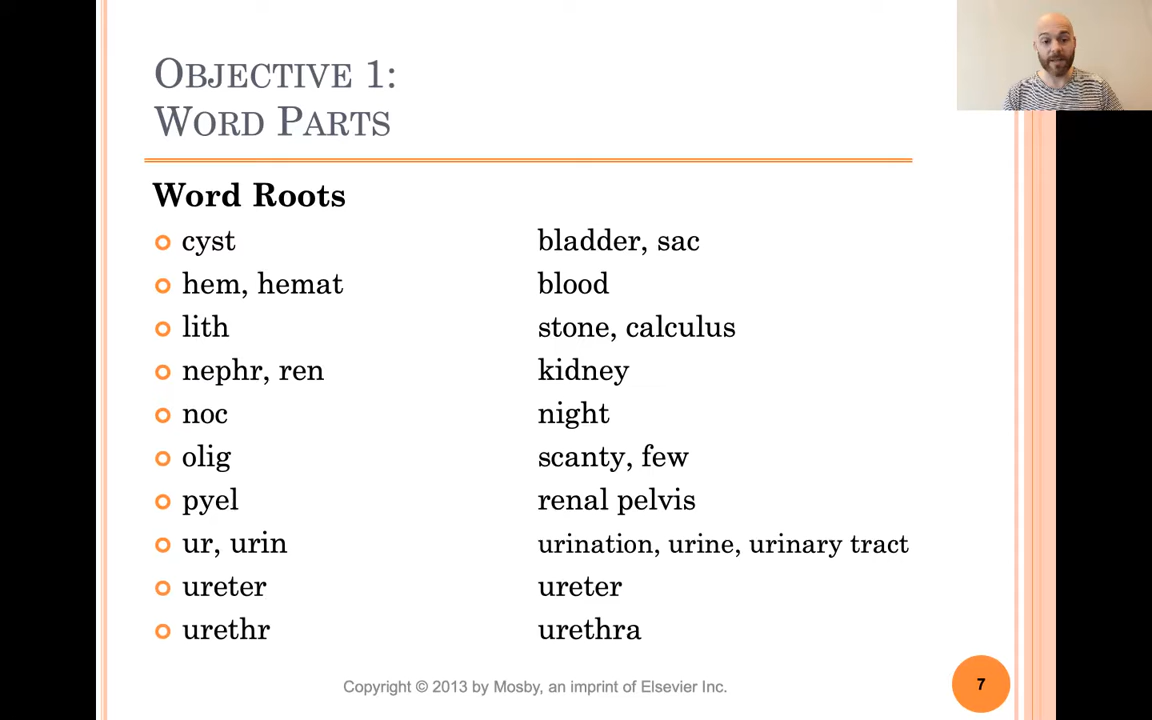 OBJECTIVE 1:
WORD PARTS
Word Roots
cyst bladder, sac
hem, hemat blood
lith stone, calculus
nephr, ren kidney
noc night
olig scanty, few
pyel renal pelvis
ur, urin urination, urine, urinary tract
ureter ureter
urethr urethra
Copyright © 2013 by Mosby, an imprint of Elsevier Inc.
7